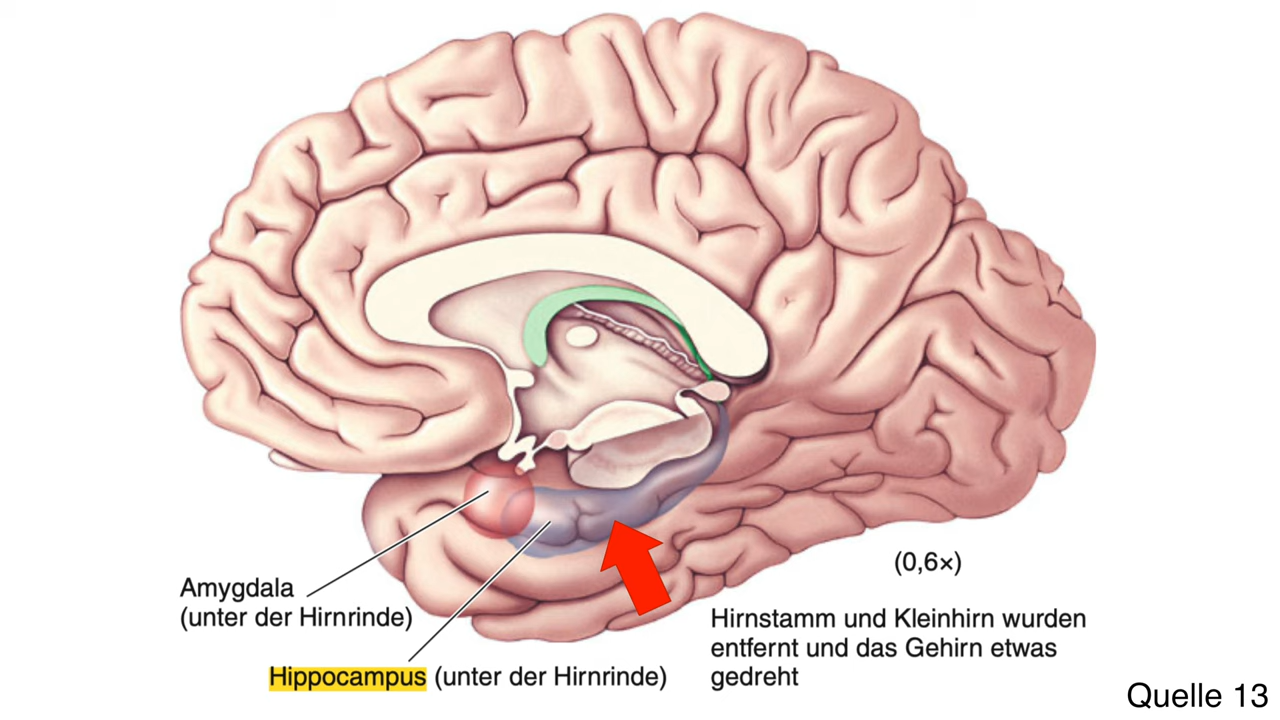 Amygdala
(unter der Hirnrinde)
Hippocampus (unter der Hirnrinde)
(0,6×)
Hirnstamm und Kleinhirn wurden
entfernt und das Gehirn etwas
gedreht
Quelle 13